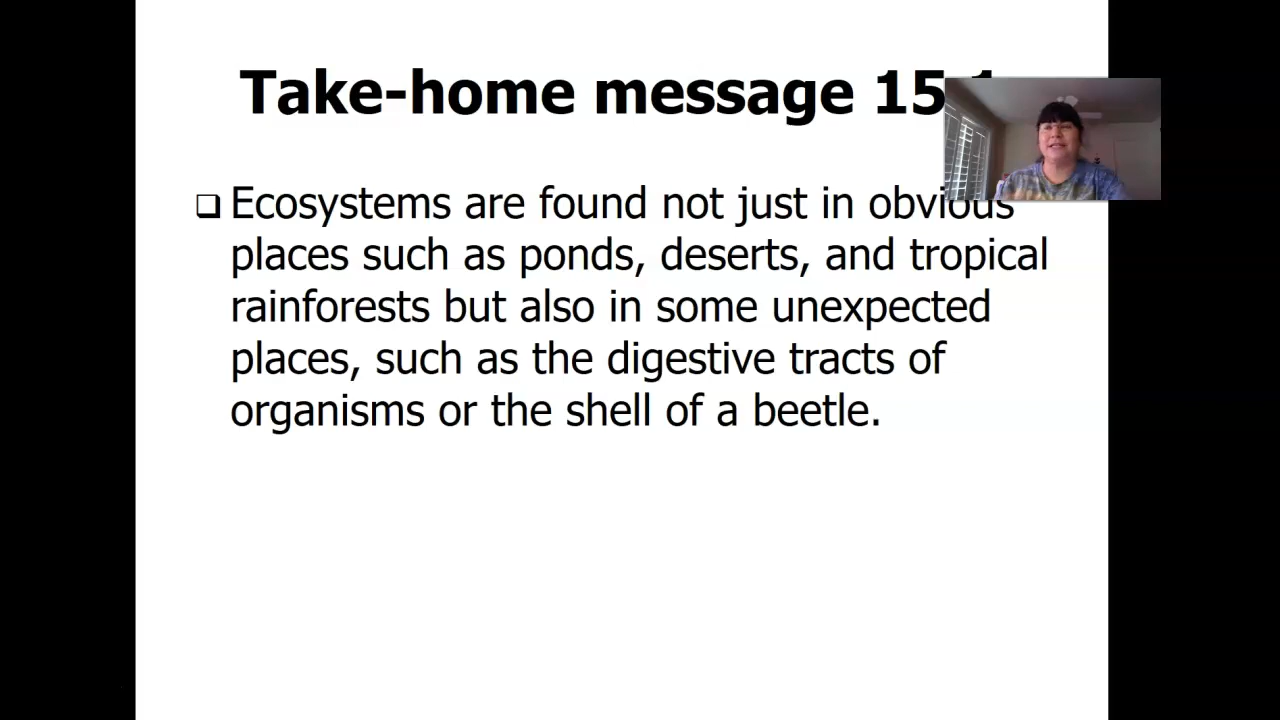 Take-home message 15.1
❑ Ecosystems are found not just in obvious
places such as ponds, deserts, and tropical
rainforests but also in some unexpected
places, such as the digestive tracts of
organisms or the shell of a beetle.